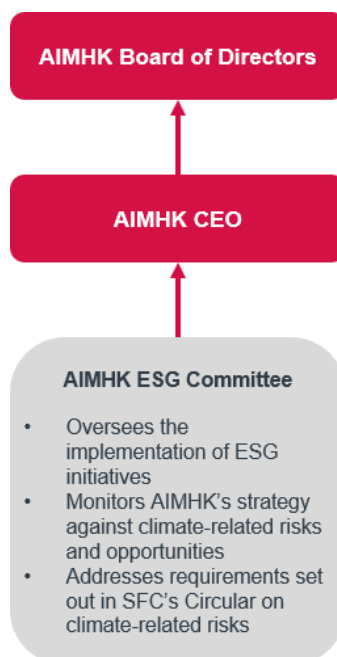 AIMHK Board of Directors
AIMHK CEO
AIMHK ESG Committee
• Oversees the
implementation of ESG
initiatives
• Monitors AIMHK's strategy
against climate-related risks
and opportunities
• Addresses requirements set
out in SFC's Circular on
climate-related risks